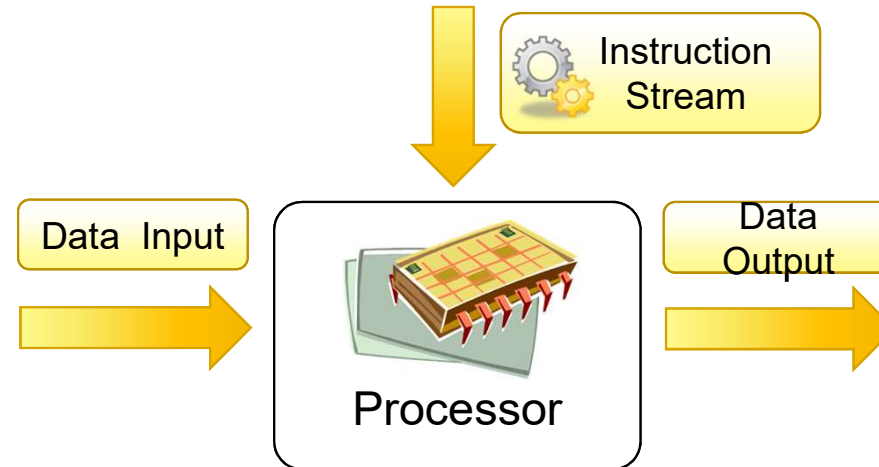 Instruction
Stream
Data Input
Data
Output
Processor